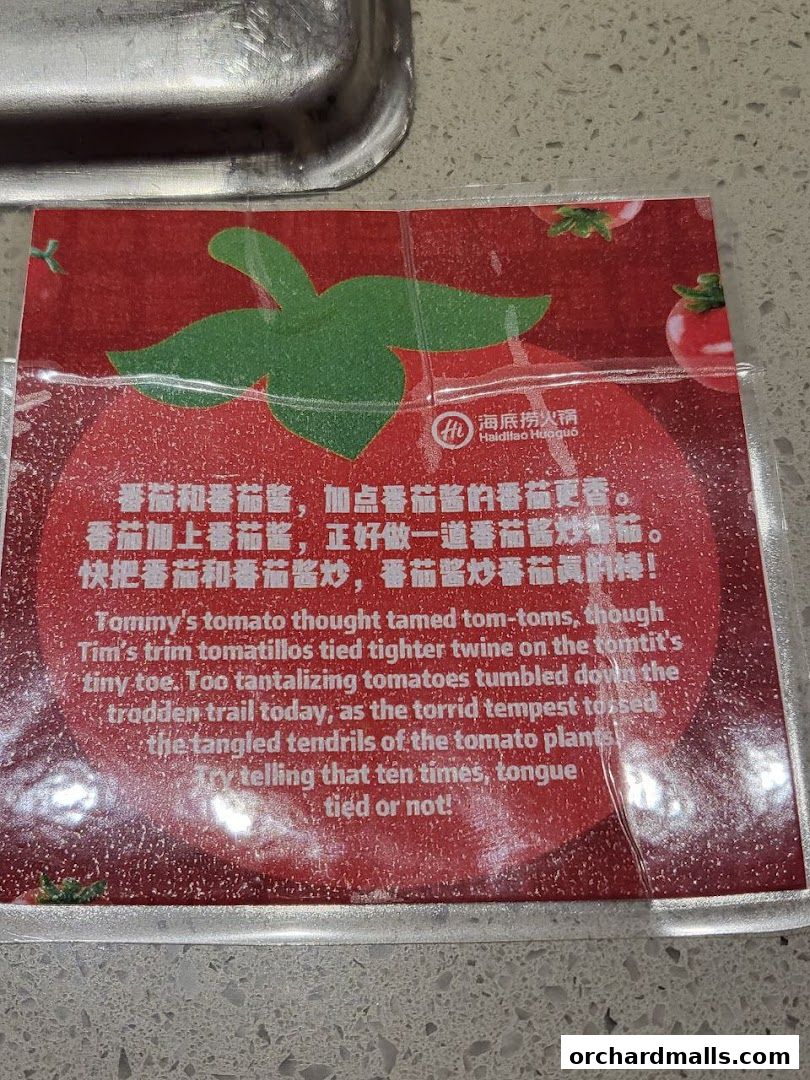 海底捞火锅
Haidilao Huoguo
番茄和番茄酱，加点番茄酱的番茄更香。
番茄加上番茄酱，正好做一道番茄酱炒番茄。
快把番茄和番茄酱炒，番茄酱炒番茄真的棒！
Tommy's tomato thought tamed tom-toms, though
Tim's trim tomatillos tied tighter twine on the tomtit's
tiny toe. Too tantalizing tomatoes tumbled down the
trodden trail today, as the torrid tempest tossed
the tangled tendrils of the tomato plants.
Try telling that ten times, tongue
tied or not!
orchardmalls.com